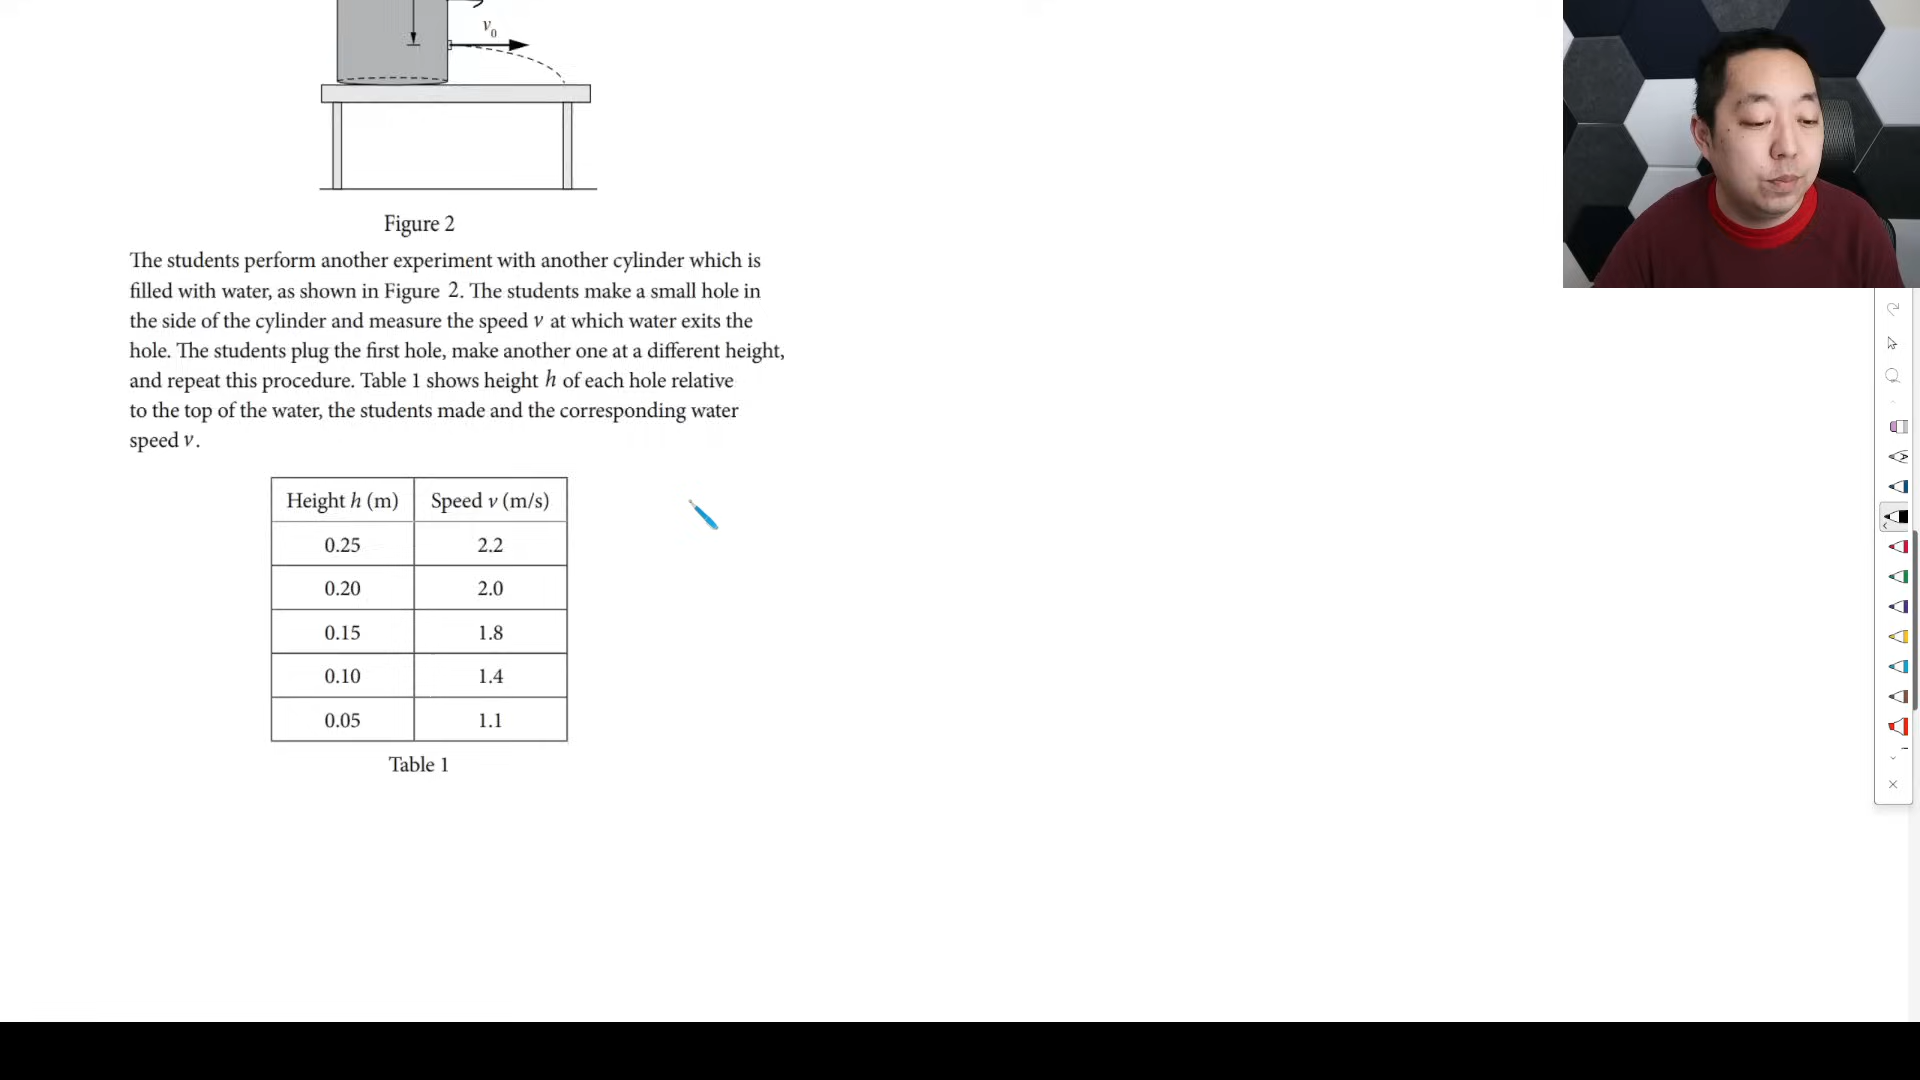 v0
Figure 2
The students perform another experiment with another cylinder which is
filled with water, as shown in Figure 2. The students make a small hole in
the side of the cylinder and measure the speed v at which water exits the
hole. The students plug the first hole, make another one at a different height,
and repeat this procedure. Table 1 shows height h of each hole relative
to the top of the water, the students made and the corresponding water
speed v.
Height h (m) Speed v (m/s)
0.25 2.2
0.20 2.0
0.15 1.8
0.10 1.4
0.05 1.1
Table 1